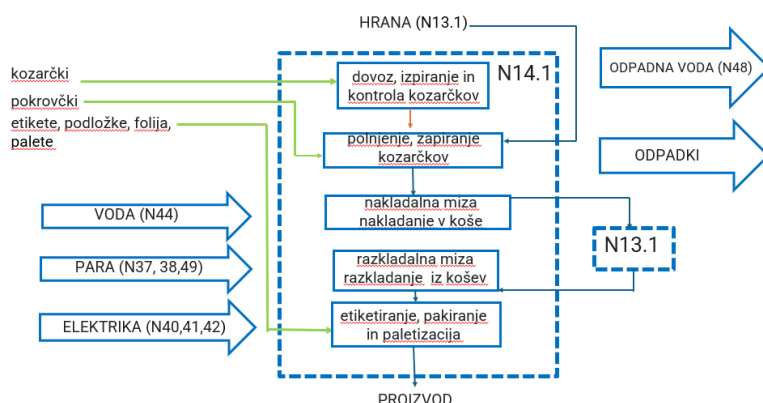 HRANA (N13.1)
N14.1
kozarčki
dovoz, izpiranje in
kontrola kozarčkov
ODPADNA VODA (N48)
pokrovčki
etikete, podložke, folija,
palete
polnjenje, zapiranje
kozarčkov
ODPADKI
nakladalna miza
nakladanje v koše
VODA (N44)
N13.1
razkladalna miza
razkladanje iz košev
PARA (N37, 38,49)
etiketiranje, pakiranje
in paletizacija
ELEKTRIKA (N40,41,42)
PROIZVOD